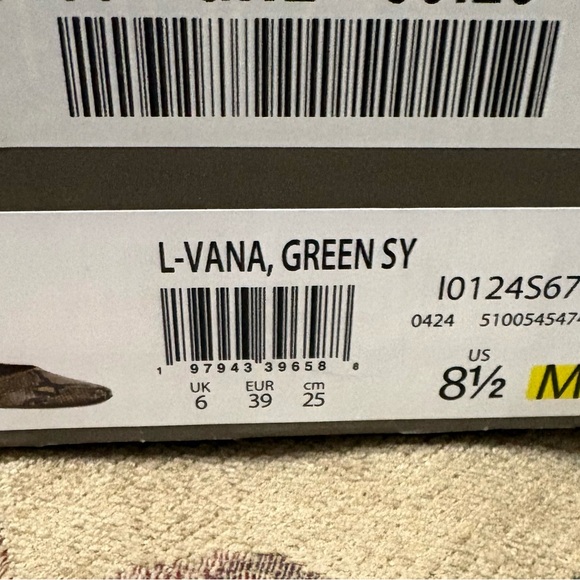 L-VANA, GREEN SY
I0124S67
0424 5100545474
1 97943 39658 8
UK EUR cm
6 39 25
US
8½ M